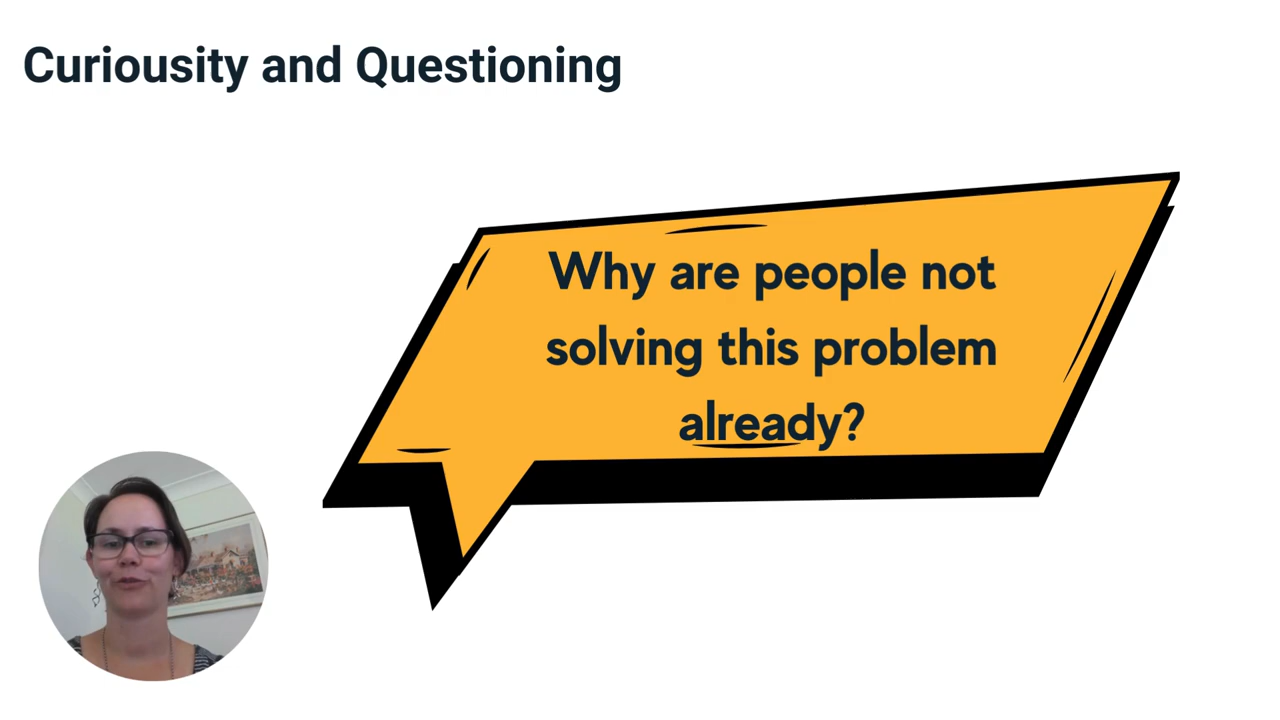 Curiousity and Questioning
Why are people not
solving this problem
already?